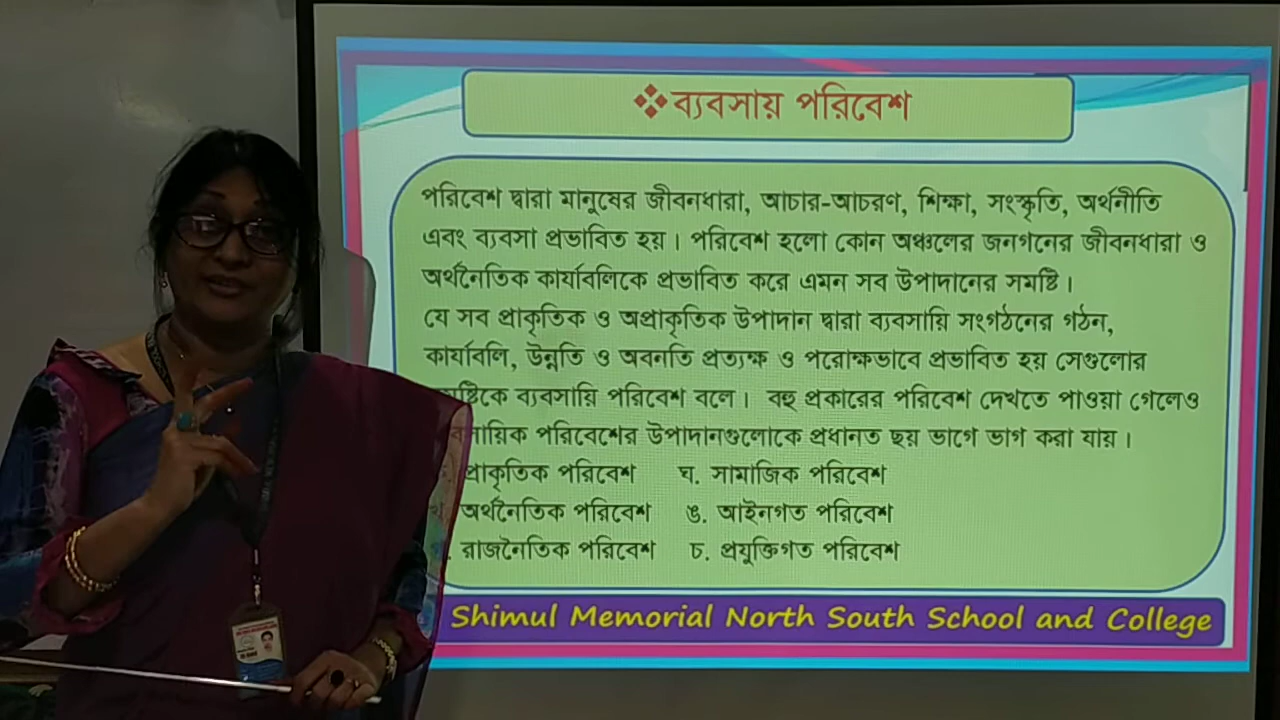 ❖ব্যবসায় পরিবেশ
পরিবেশ দ্বারা মানুষের জীবনধারা, আচার-আচরণ, শিক্ষা, সংস্কৃতি, অর্থনীতি
এবং ব্যবসা প্রভাবিত হয়। পরিবেশ হলো কোন অঞ্চলের জনগনের জীবনধারা ও
অর্থনৈতিক কার্যাবলিকে প্রভাবিত করে এমন সব উপাদানের সমষ্টি।
যে সব প্রাকৃতিক ও অপ্রাকৃতিক উপাদান দ্বারা ব্যবসায়ি সংগঠনের গঠন,
কার্যাবলি, উন্নতি ও অবনতি প্রত্যক্ষ ও পরোক্ষভাবে প্রভাবিত হয় সেগুলোর
ব্যবসায়ি পরিবেশ বলে। বহু প্রকারের পরিবেশ দেখতে পাওয়া গেলেও
পরিবেশের উপাদানগুলোকে প্রধানত ছয় ভাগে ভাগ করা যায়।
প্রাকৃতিক পরিবেশ ঘ. সামাজিক পরিবেশ
অর্থনৈতিক পরিবেশ ঙ. আইনগত পরিবেশ
রাজনৈতিক পরিবেশ চ. প্রযুক্তিগত পরিবেশ
Shimul Memorial North South School and College